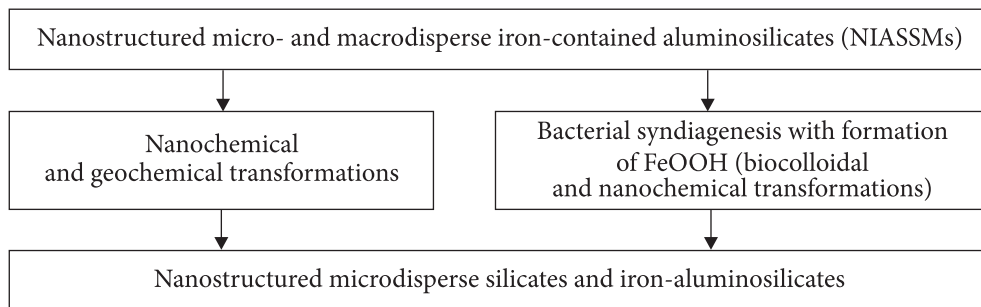 Nanostructured micro- and macrodisperse iron-contained aluminosilicates (NIASSMs)
Nanochemical
and geochemical transformations
Bacterial syndiagenesis with formation
of FeOOH (biocolloidal
and nanochemical transformations)
Nanostructured microdisperse silicates and iron-aluminosilicates